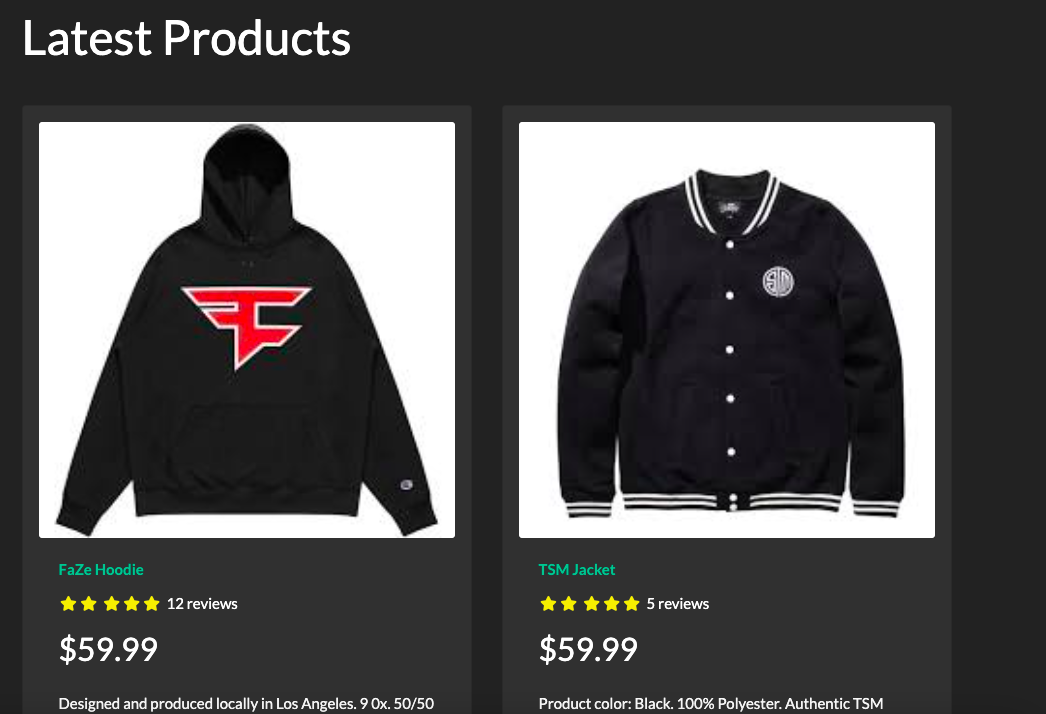 Latest Products
TSM
FaZe Hoodie
12 reviews
$59.99
Designed and produced locally in Los Angeles. 9 0x. 50/50
TSM Jacket
5 reviews
$59.99
Product color: Black. 100% Polyester. Authentic TSM